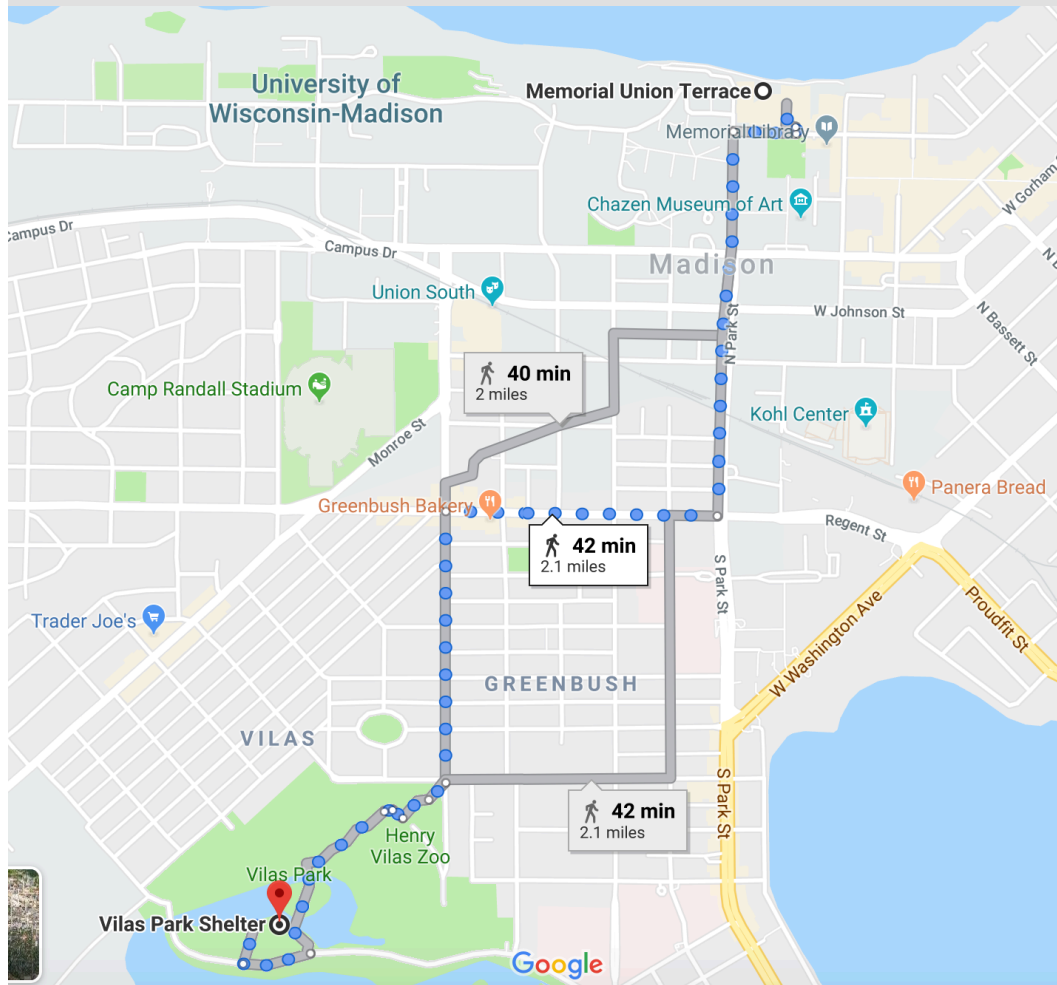 University of
Wisconsin-Madison
Memorial Union Terrace
Memorial Library
Chazen Museum of Art
W Gorham
Campus Dr
Campus Dr
Madison
Union South
W Johnson St
N Park St
N Bassett St
40 min
2 miles
Camp Randall Stadium
Monroe St
Kohl Center
Greenbush Bakery
Panera Bread
Regent St
42 min
2.1 miles
S Park St
Trader Joe's
W Washington Ave
Proudfit St
GREENBUSH
VILAS
S Park St
42 min
2.1 miles
Henry
Vilas Zoo
Vilas Park
Vilas Park Shelter
Google